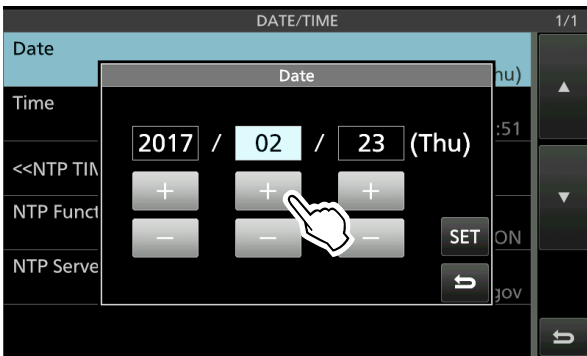 DATE/TIME 1/1
Date
hu)
Date
Time
:51
2017 / 02 / 23 (Thu)
<<NTP TIM
+ + +
NTP Funct
- - - SET ON
NTP Serve
gov